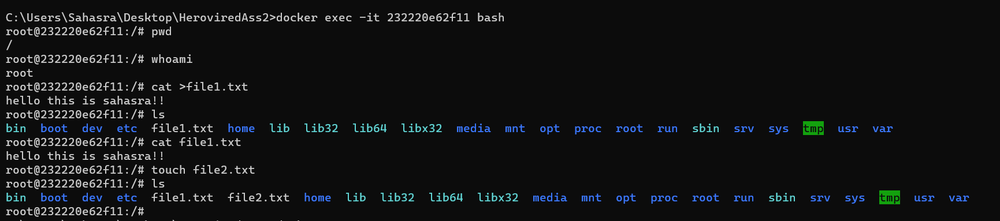 C:\Users\Sahasra\Desktop\HeroviredAss2>docker exec -it 232220e62f11 bash
root@232220e62f11:/# pwd
/
root@232220e62f11:/# whoami
root
root@232220e62f11:/# cat >file1.txt
hello this is sahasra!!
root@232220e62f11:/# ls
bin  boot  dev  etc  file1.txt  home  lib  lib32  lib64  libx32  media  mnt  opt  proc  root  run  sbin  srv  sys  tmp  usr  var
root@232220e62f11:/# cat file1.txt
hello this is sahasra!!
root@232220e62f11:/# touch file2.txt
root@232220e62f11:/# ls
bin  boot  dev  etc  file1.txt  file2.txt  home  lib  lib32  lib64  libx32  media  mnt  opt  proc  root  run  sbin  srv  sys  tmp  usr  var
root@232220e62f11:/#